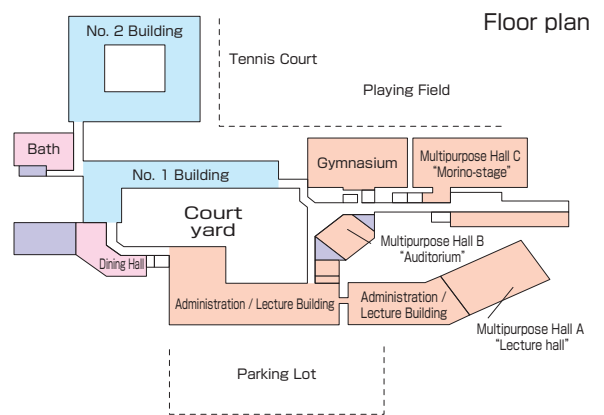 Floor plan
No. 2 Building
Tennis Court
Playing Field
Bath
Gymnasium
Multipurpose Hall C
"Morino-stage"
No. 1 Building
Court
yard
Multipurpose Hall B
"Auditorium"
Dining Hall
Administration / Lecture Building
Administration /
Lecture Building
Multipurpose Hall A
"Lecture hall"
Parking Lot